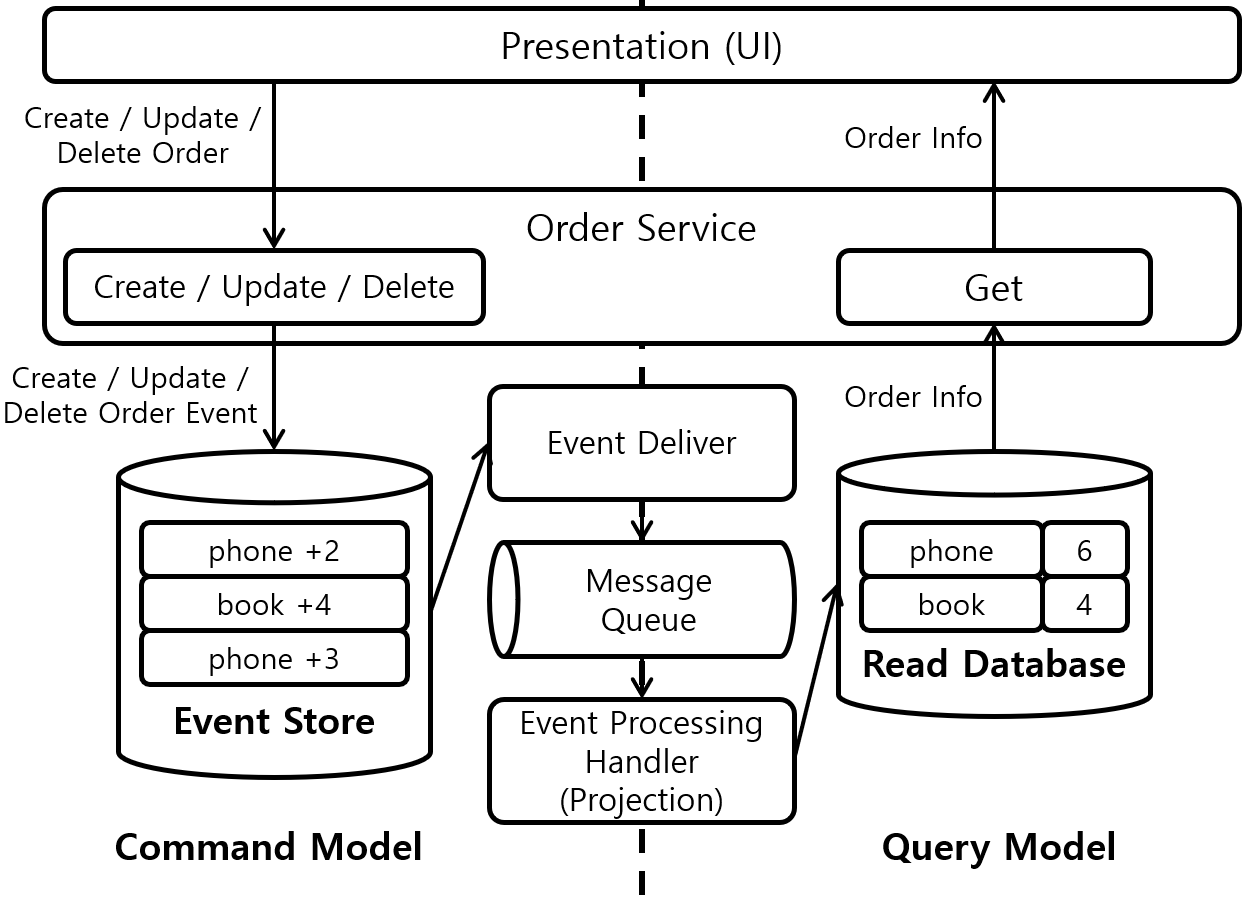 Presentation (UI)
Create / Update /
Delete Order
Order Info
Order Service
Create / Update / Delete
Get
Create / Update /
Delete Order Event
Order Info
Event Deliver
phone +2
book +4
phone +3
Event Store
Message
Queue
Event Processing
Handler
(Projection)
phone 6
book 4
Read Database
Command Model
Query Model